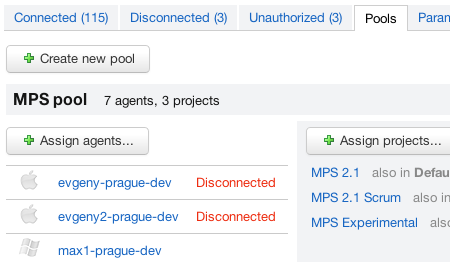 Connected (115) Disconnected (3) Unauthorized (3) Pools Param
Create new pool
MPS pool 7 agents, 3 projects
Assign agents... Assign projects...
evgeny-prague-dev Disconnected
MPS 2.1 also in Defau
evgeny2-prague-dev Disconnected
MPS 2.1 Scrum also in
MPS Experimental also in
max1-prague-dev